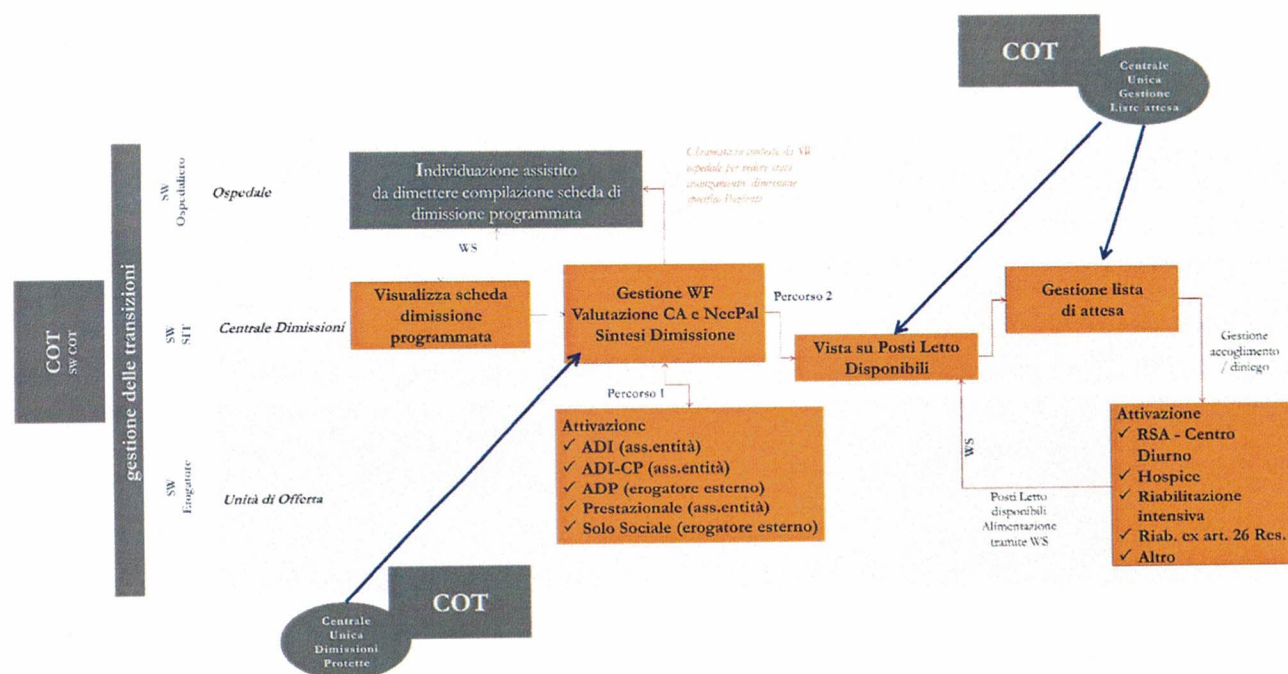 COT
Centrale
Unica
Gestione
Liste attesa
SW
Ospedaliero
Ospedale
Individuazione assistito
da dimettere compilazione scheda di
dimissione programmata
ospedale per vedere stato
WS
COT
SW COT
gestione delle transizioni
SW
SIT
Centrale Dimissioni
Visualizza scheda
dimissione
programmata
Gestione WF
Valutazione CA e NecPal
Sintesi Dimissione
Percorso 2
Vista su Posti Letto
Disponibili
Gestione lista
di attesa
Gestione
accoglimento
/ diniego
Percorso 1
SW
Erogatore
Unità di Offerta
Attivazione
✓ ADI (ass.entità)
✓ ADI-CP (ass.entità)
✓ ADP (erogatore esterno)
✓ Prestazionale (ass.entità)
✓ Solo Sociale (erogatore esterno)
WS
Posti Letto
disponibili
Alimentazione
tramite WS
Attivazione
✓ RSA - Centro
Diurno
✓ Hospice
✓ Riabilitazione
intensiva
✓ Riab. ex art. 26 Res.
✓ Altro
COT
Centrale
Unica
Dimissioni
Protette